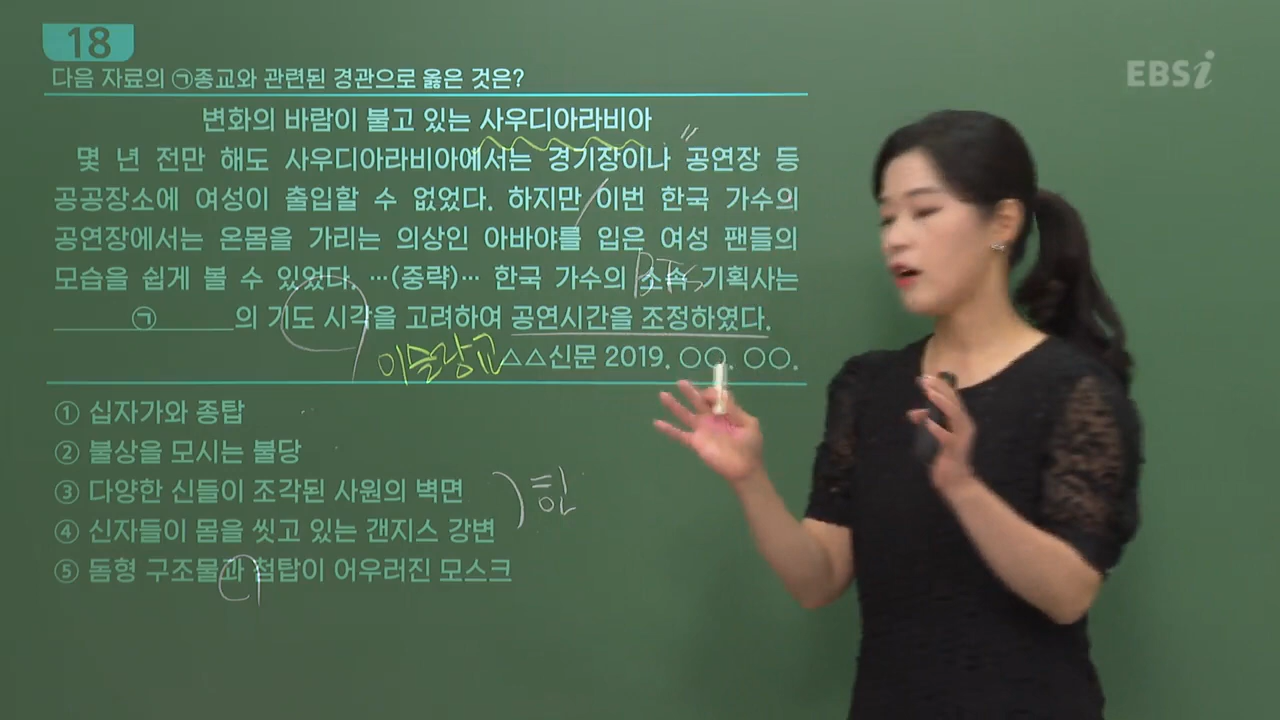 18
EBSi
다음 자료의 ㉠종교와 관련된 경관으로 옳은 것은?
변화의 바람이 불고 있는 사우디아라비아
몇 년 전만 해도 사우디아라비아에서는 경기장이나 공연장 등
공공장소에 여성이 출입할 수 없었다. 하지만 이번 한국 가수의
공연장에서는 온몸을 가리는 의상인 아바야를 입은 여성 팬들의
모습을 쉽게 볼 수 있었다. …(중략)… 한국 가수의 소속 기획사는
BTS
㉠의 기도 시각을 고려하여 공연시간을 조정하였다.
이슬람교
△△신문 2019. ○○. ○○.
① 십자가와 종탑
② 불상을 모시는 불당
③ 다양한 신들이 조각된 사원의 벽면
④ 신자들이 몸을 씻고 있는 갠지스 강변
힌
⑤ 돔형 구조물과 첨탑이 어우러진 모스크